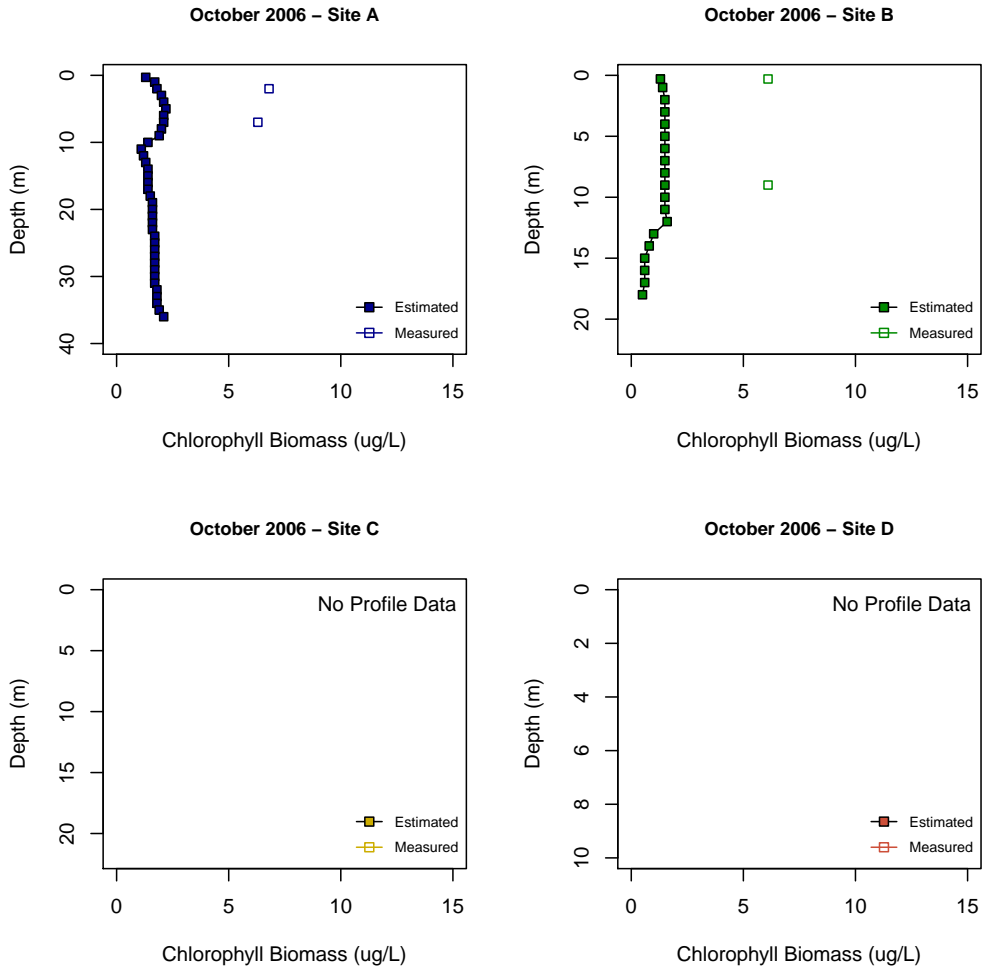 October 2006 – Site A
0
10
20
30
40
Depth (m)
Estimated
Measured
0 5 10 15
Chlorophyll Biomass (ug/L)
October 2006 – Site B
0
5
10
15
20
Depth (m)
Estimated
Measured
0 5 10 15
Chlorophyll Biomass (ug/L)
October 2006 – Site C
No Profile Data
0
5
10
15
20
Depth (m)
Estimated
Measured
0 5 10 15
Chlorophyll Biomass (ug/L)
October 2006 – Site D
No Profile Data
0
2
4
6
8
10
Depth (m)
Estimated
Measured
0 5 10 15
Chlorophyll Biomass (ug/L)